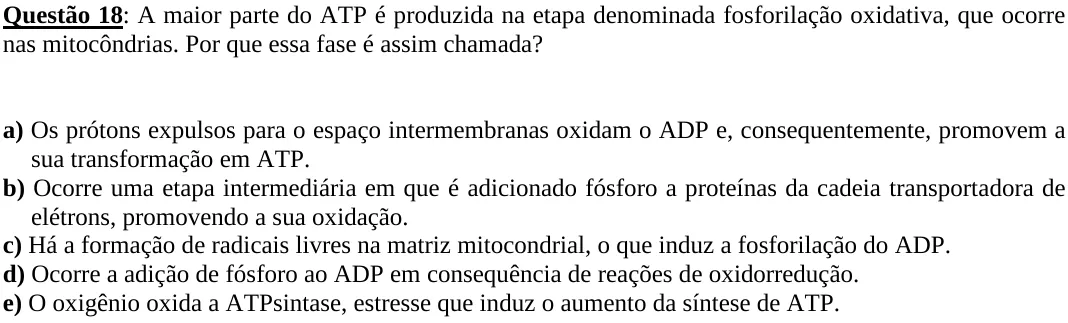 Questão 18: A maior parte do ATP é produzida na etapa denominada fosforilação oxidativa, que ocorre
nas mitocôndrias. Por que essa fase é assim chamada?
a) Os prótons expulsos para o espaço intermembranas oxidam o ADP e, consequentemente, promovem a
sua transformação em ATP.
b) Ocorre uma etapa intermediária em que é adicionado fósforo a proteínas da cadeia transportadora de
elétrons, promovendo a sua oxidação.
c) Há a formação de radicais livres na matriz mitocondrial, o que induz a fosforilação do ADP.
d) Ocorre a adição de fósforo ao ADP em consequência de reações de oxidorredução.
e) O oxigênio oxida a ATPsintase, estresse que induz o aumento da síntese de ATP.